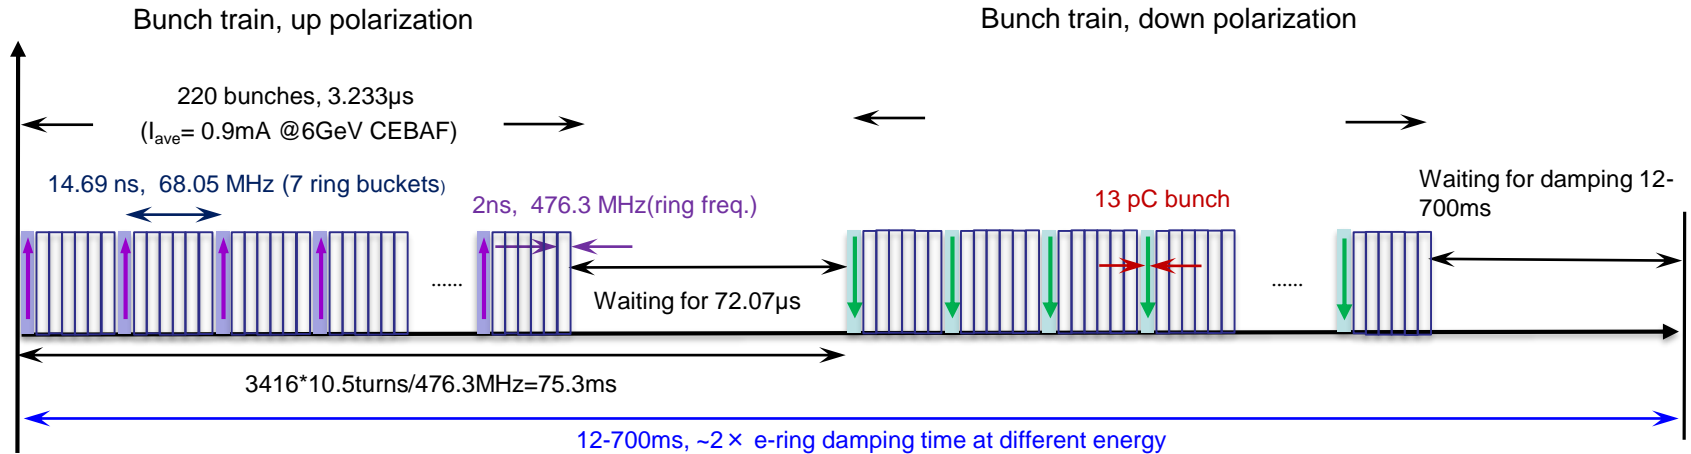 Bunch train, up polarization
Bunch train, down polarization
220 bunches, 3.233µs
(Iave= 0.9mA @6GeV CEBAF)
14.69 ns, 68.05 MHz (7 ring buckets)
2ns, 476.3 MHz(ring freq.)
13 pC bunch
Waiting for damping 12-
700ms
......
Waiting for 72.07µs
......
3416*10.5turns/476.3MHz=75.3ms
12-700ms, ~2× e-ring damping time at different energy